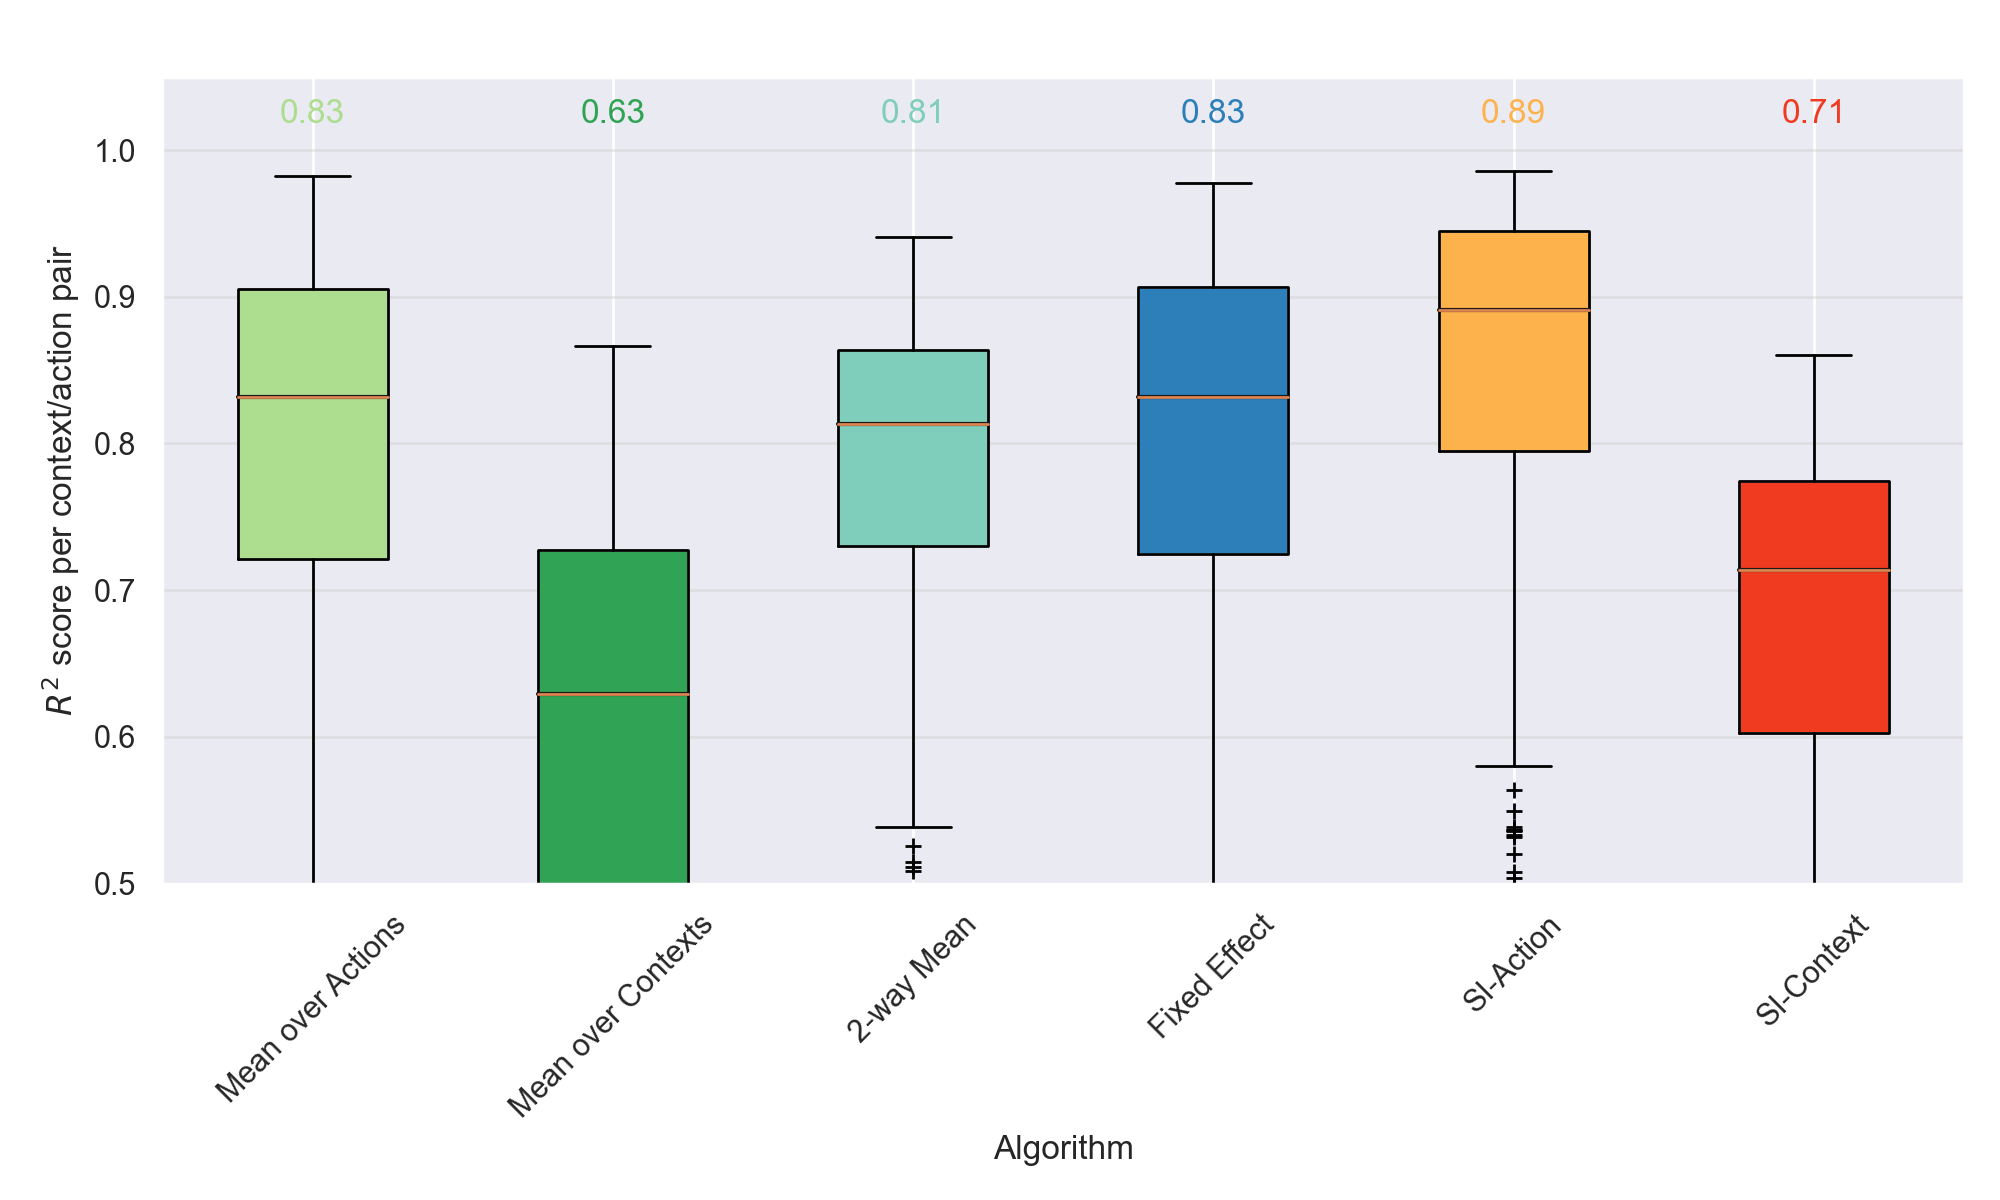 0.83 0.63 0.81 0.83 0.89 0.71
1.0
0.9
0.8
0.7
0.6
0.5
R² score per context/action pair
Mean over Actions
Mean over Contexts
2-way Mean
Fixed Effect
SI-Action
SI-Context
Algorithm